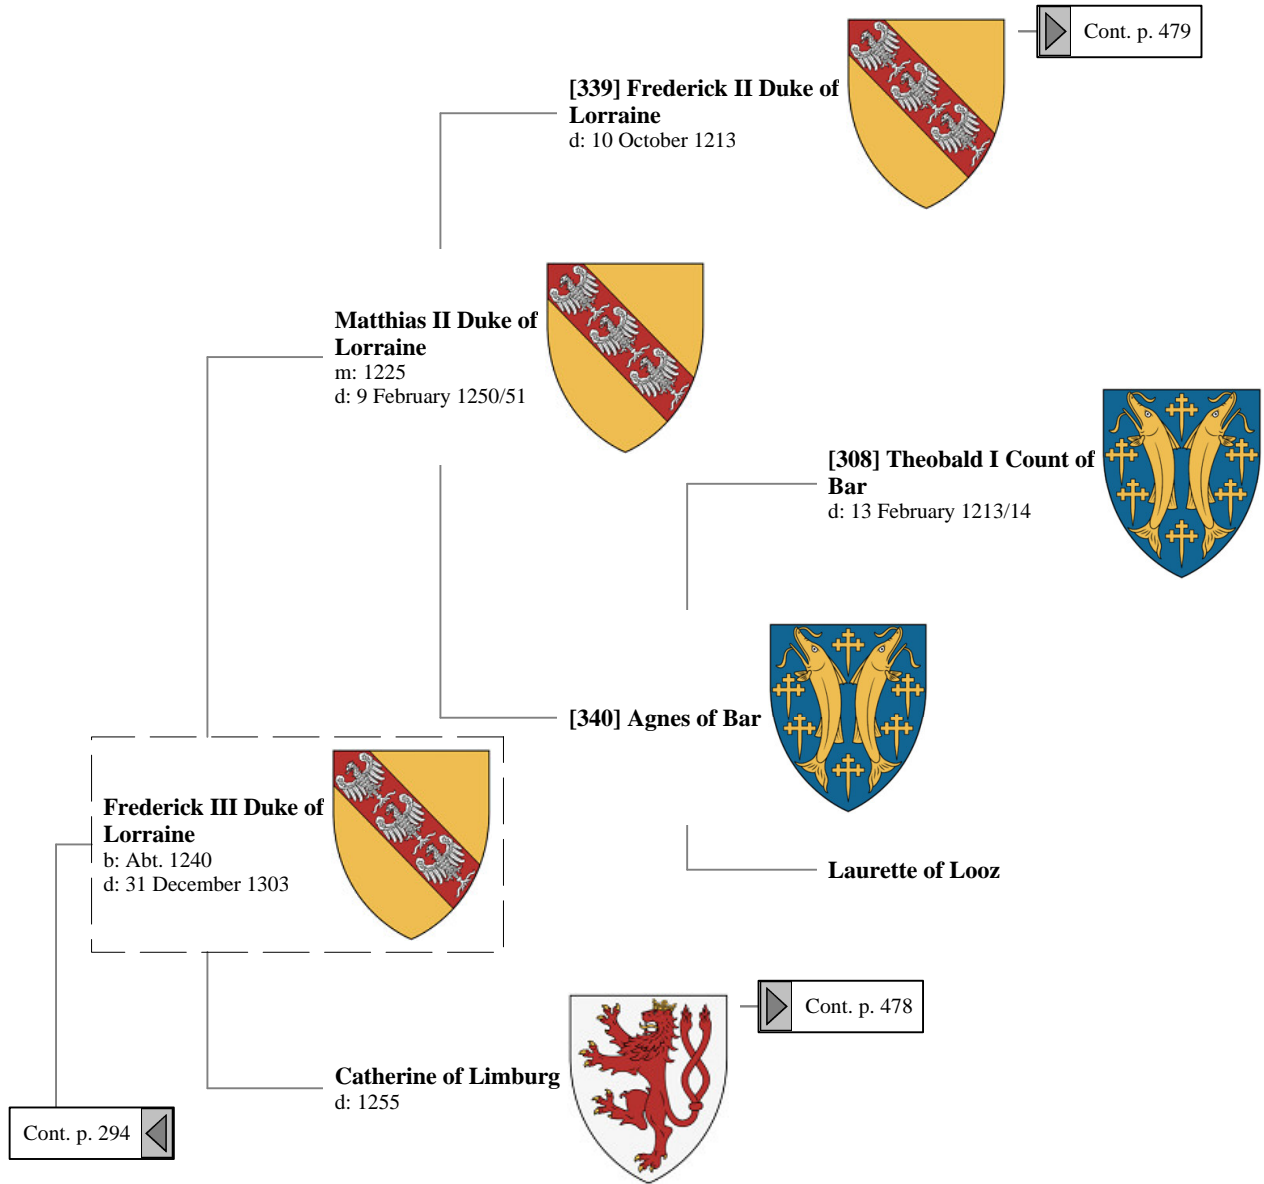 Cont. p. 479
[339] Frederick II Duke of
Lorraine
d: 10 October 1213
Matthias II Duke of
Lorraine
m: 1225
d: 9 February 1250/51
[308] Theobald I Count of
Bar
d: 13 February 1213/14
[340] Agnes of Bar
Frederick III Duke of
Lorraine
b: Abt. 1240
d: 31 December 1303
Laurette of Looz
Cont. p. 478
Catherine of Limburg
d: 1255
Cont. p. 294